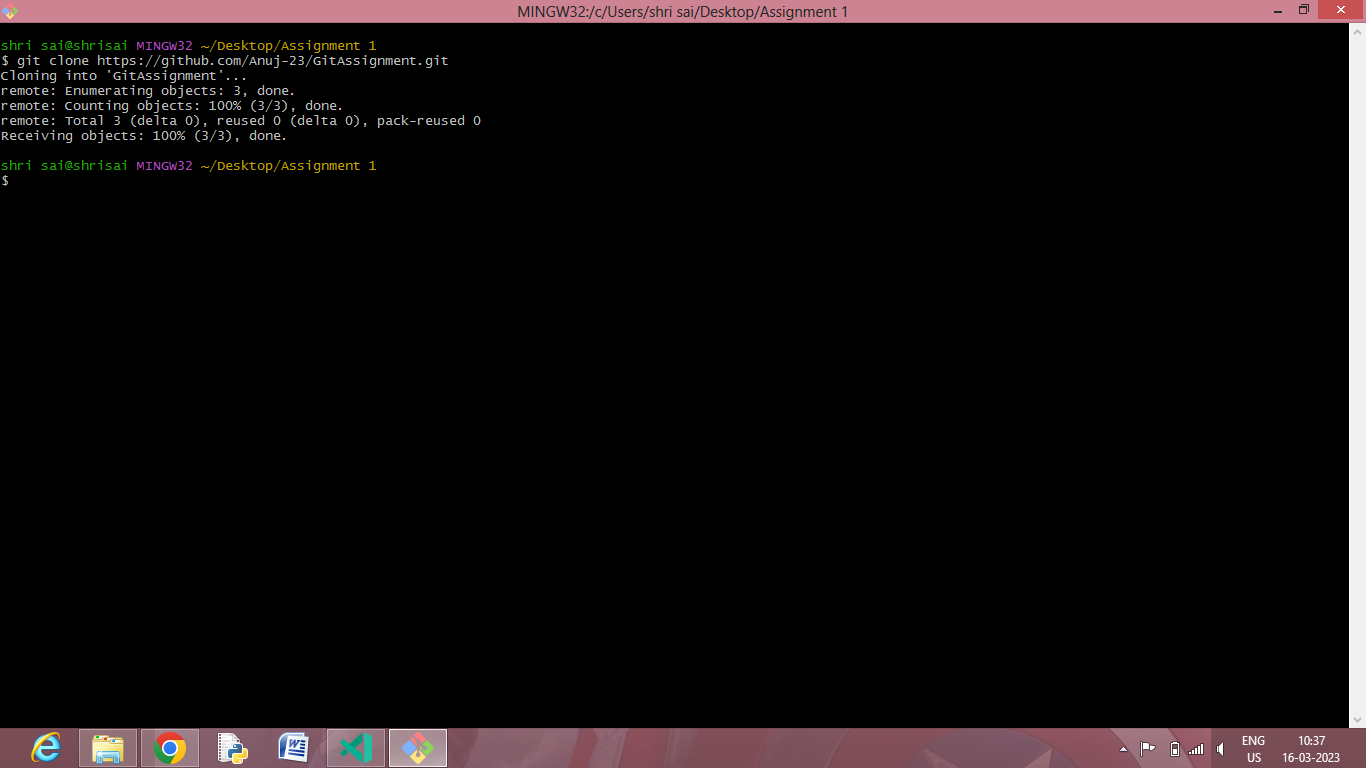 MINGW32:/c/Users/shri sai/Desktop/Assignment 1
shri sai@shrisai MINGW32 ~/Desktop/Assignment 1
$ git clone https://github.com/Anuj-23/GitAssignment.git
Cloning into 'GitAssignment'...
remote: Enumerating objects: 3, done.
remote: Counting objects: 100% (3/3), done.
remote: Total 3 (delta 0), reused 0 (delta 0), pack-reused 0
Receiving objects: 100% (3/3), done.
shri sai@shrisai MINGW32 ~/Desktop/Assignment 1
$
ENG 10:37
US 16-03-2023